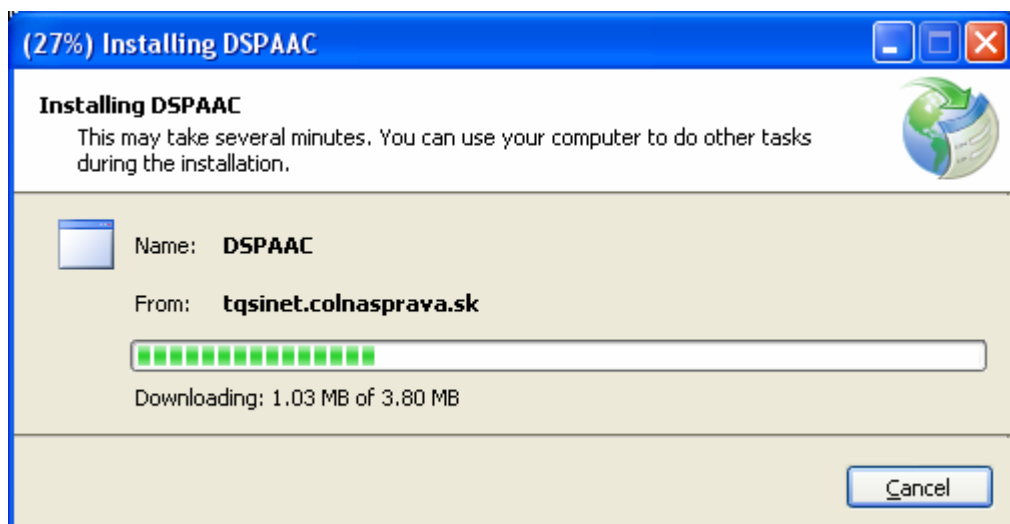 (27%) Installing DSPAAC
Installing DSPAAC
This may take several minutes. You can use your computer to do other tasks
during the installation.
Name: DSPAAC
From: tqsinet.colnasprava.sk
Downloading: 1.03 MB of 3.80 MB
Cancel